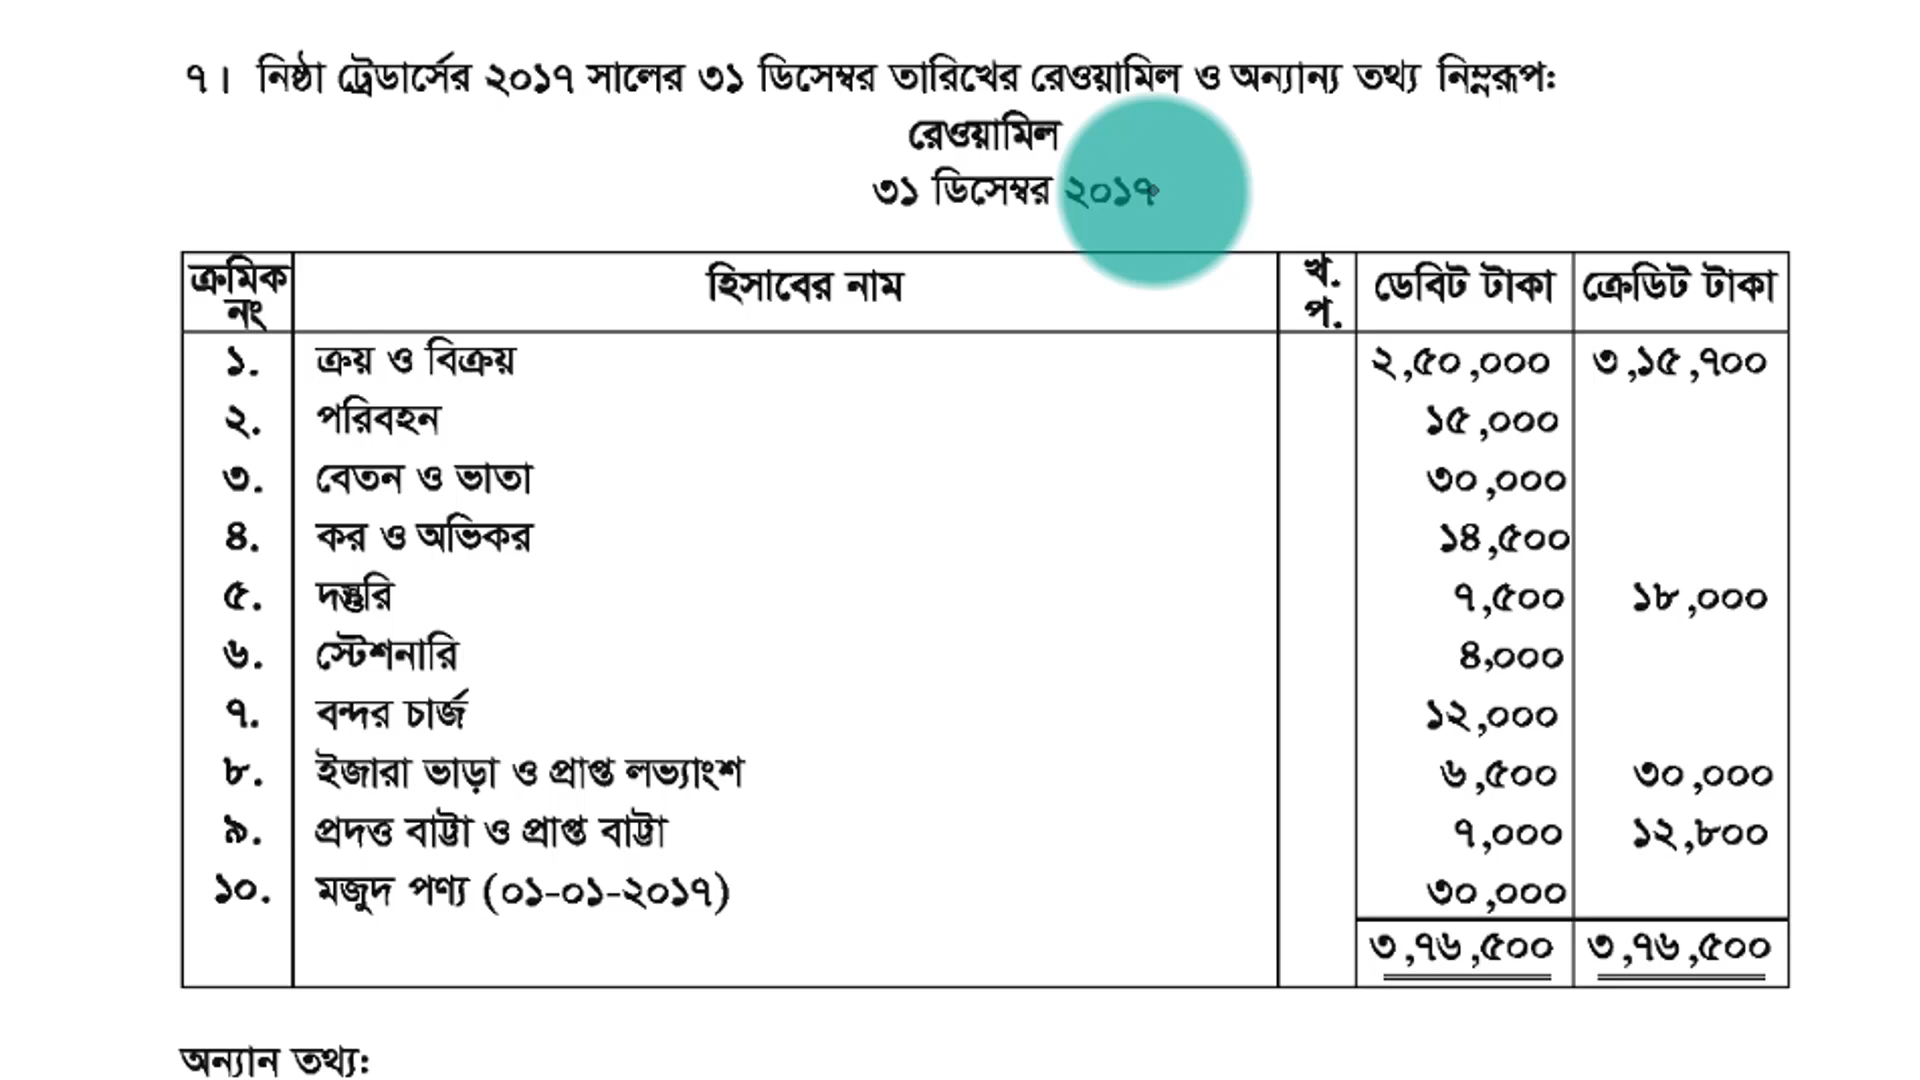 ৭। নিষ্ঠা ট্রেডার্সের ২০১৭ সালের ৩১ ডিসেম্বর তারিখের রেওয়ামিল ও অন্যান্য তথ্য নিম্নরূপ:
রেওয়ামিল
৩১ ডিসেম্বর ২০১৭
ক্রমিক নং হিসাবের নাম খ. প. ডেবিট টাকা ক্রেডিট টাকা
১. ক্রয় ও বিক্রয় ২,৫০,০০০ ৩,১৫,৭০০
২. পরিবহন ১৫,০০০
৩. বেতন ও ভাতা ৩০,০০০
৪. কর ও অভিকর ১৪,৫০০
৫. দস্তুরি ৭,৫০০ ১৮,০০০
৬. স্টেশনারি ৪,০০০
৭. বন্দর চার্জ ১২,০০০
৮. ইজারা ভাড়া ও প্রাপ্ত লভ্যাংশ ৬,৫০০ ৩০,০০০
৯. প্রদত্ত বাট্টা ও প্রাপ্ত বাট্টা ৭,০০০ ১২,৮০০
১০. মজুদ পণ্য (০১-০১-২০১৭) ৩০,০০০
৩,৭৬,৫০০ ৩,৭৬,৫০০
অন্যান তথ্য: